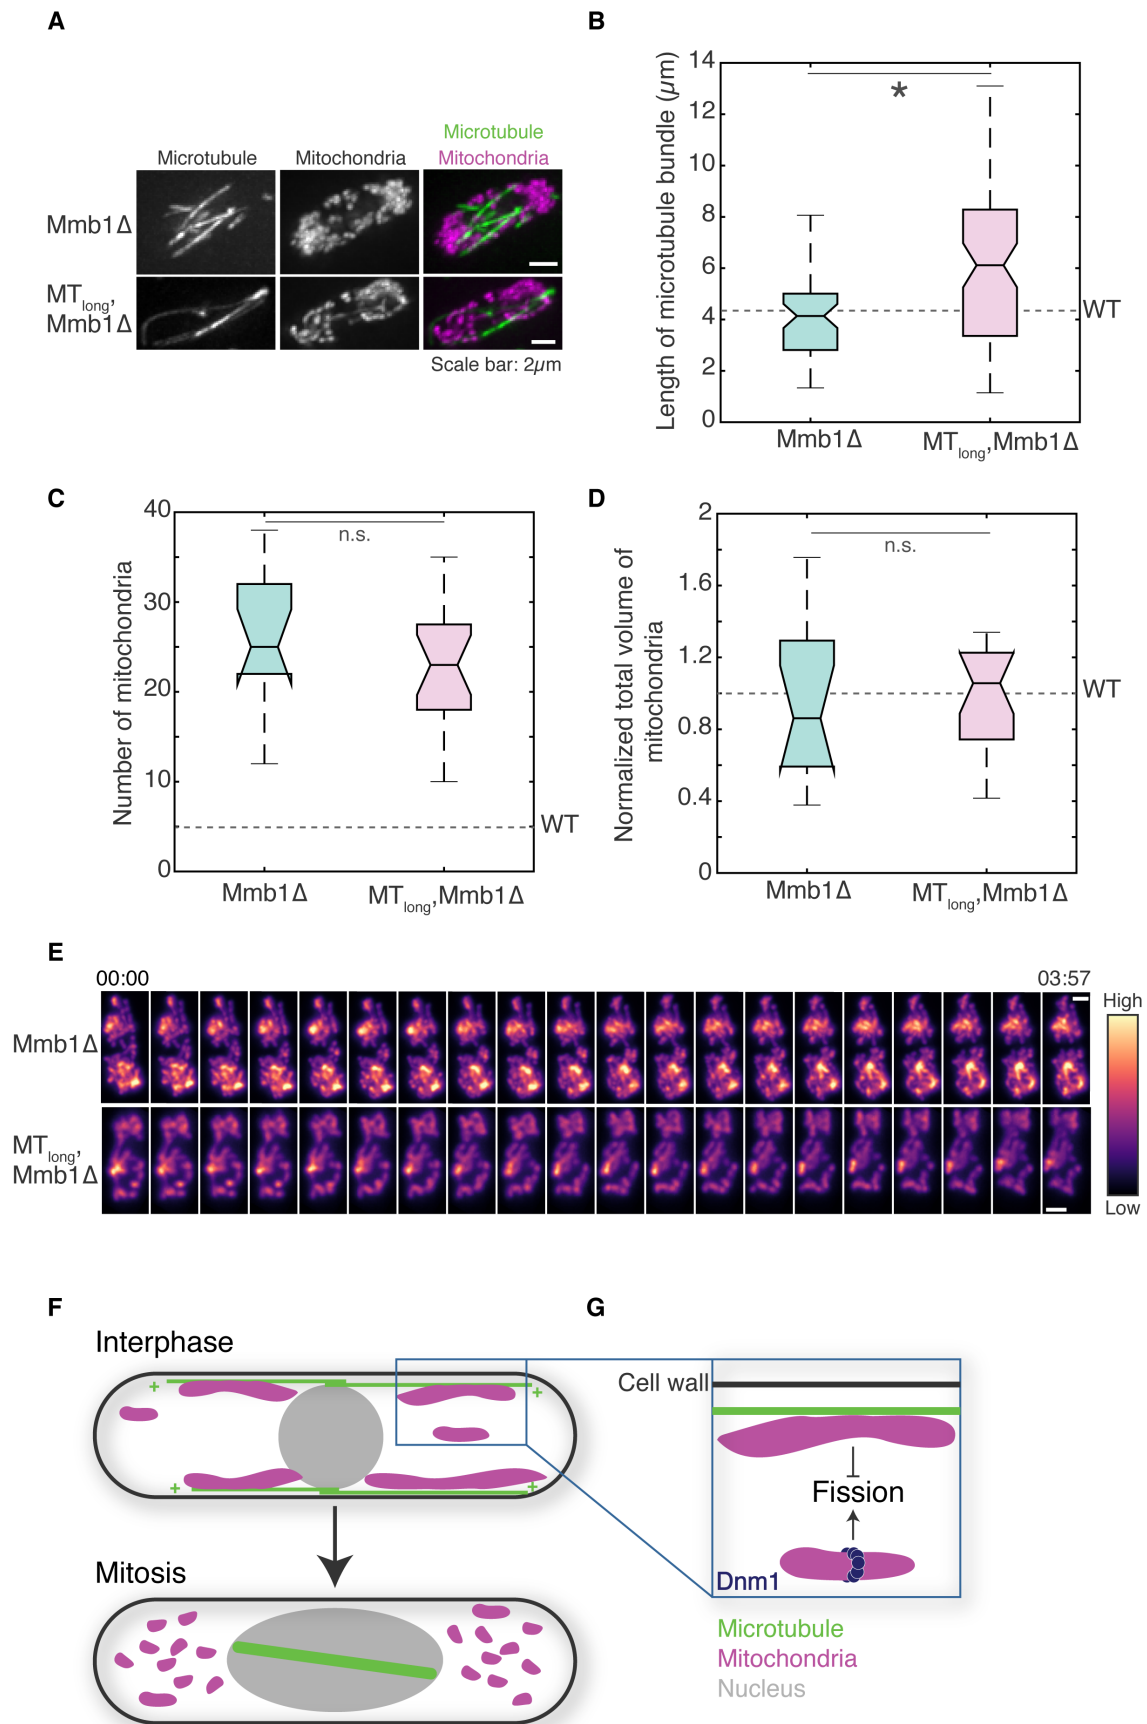 A
Microtubule
Microtubule Mitochondria Mitochondria
Mmb1Δ
MTlong,
Mmb1Δ
Scale bar: 2μm
B
Length of microtubule bundle (μm)
14
12
10
8
6
4
2
0
*
WT
Mmb1Δ MTlong,Mmb1Δ
C
Number of mitochondria
40
30
20
10
0
n.s.
WT
Mmb1Δ MTlong,Mmb1Δ
D
Normalized total volume of
mitochondria
2
1.6
1.2
0.8
0.4
0
n.s.
WT
Mmb1Δ MTlong,Mmb1Δ
E
00:00 03:57
Mmb1Δ
MTlong,
Mmb1Δ
High
Low
F
Interphase
+ +
+ +
Mitosis
G
Cell wall
Fission
Dnm1
Microtubule
Mitochondria
Nucleus